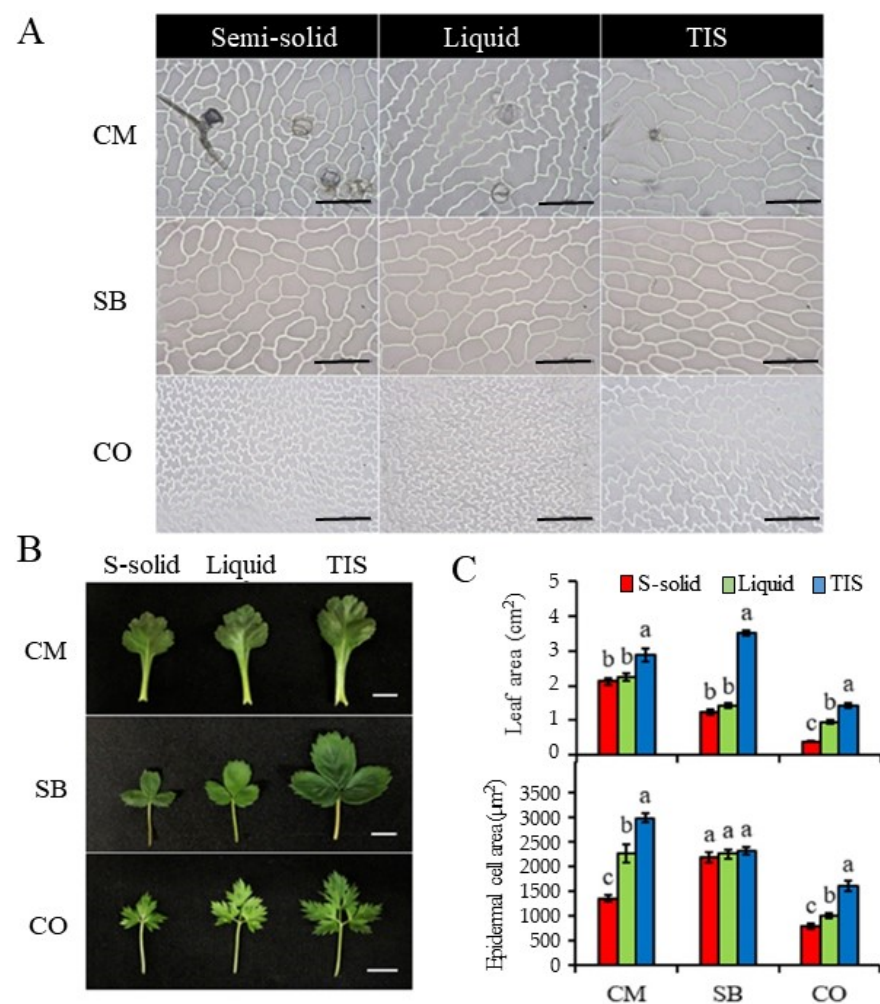 A
Semi-solid Liquid TIS
CM
SB
CO
B
S-solid Liquid TIS
CM
SB
CO
C
S-solid Liquid TIS
Leaf area (cm²)
5
4
3
2
1
0
b b a
b b a
c b a
Epidermal cell area(µm²)
3500
3000
2500
2000
1500
1000
500
0
c b a
a a a
c b a
CM SB CO